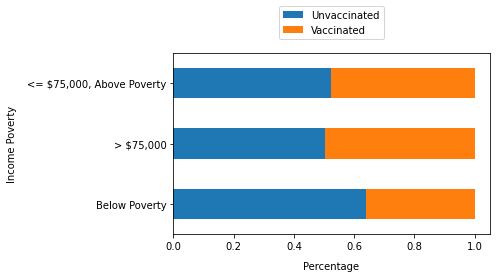 Unvaccinated
Vaccinated
Income Poverty
<= $75,000, Above Poverty
> $75,000
Below Poverty
0.0 0.2 0.4 0.6 0.8 1.0
Percentage